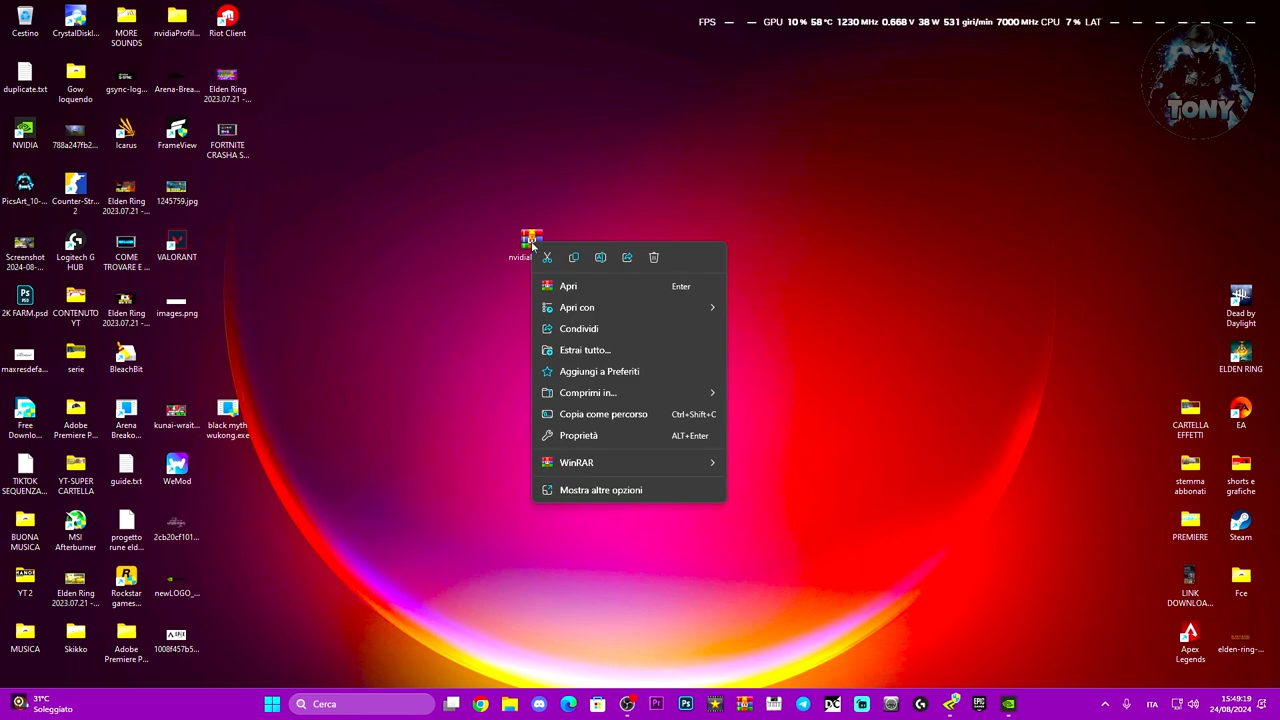 FPS — — GPU 10 % 58 °C 1230 MHz 0.668 V 38 W 531 giri/min 7000 MHz CPU 7 % LAT — — — — — — —
TONY
Cestino
CrystalDiskI...
MORE
SOUNDS
nvidiaProfil...
Riot Client
duplicate.txt
Gow
loquendo
gsync-log...
Arena-Brea...
Elden Ring
2023.07.21 -...
NVIDIA
788a247fb2...
Icarus
FrameView
FORTNITE
CRASHA S...
PicsArt_10-...
Counter-Str...
2
Elden Ring
2023.07.21 -...
1245759.jpg
Screenshot
2024-08-...
Logitech G
HUB
COME
TROVARE E ...
VALORANT
2K FARM.psd
CONTENUTO
YT
Elden Ring
2023.07.21 -...
images.png
maxresdefa...
serie
BleachBit
Free
Downlo...
Adobe
Premiere P...
Arena
Breako...
kunai-wrait...
black myth
wukong.exe
TIKTOK
SEQUENZA...
YT-SUPER
CARTELLA
guide.txt
WeMod
BUONA
MUSICA
MSI
Afterburner
progetto
rune eld...
2cb20cf101...
YT 2
Elden Ring
2023.07.21 -...
Rockstar
games...
newLOGO_...
MUSICA
Skikko
Adobe
Premiere P...
1008f457b5...
Apri Enter
Apri con
Condividi
Estrai tutto...
Aggiungi a Preferiti
Comprimi in...
Copia come percorso Ctrl+Shift+C
Proprietà ALT+Enter
WinRAR
Mostra altre opzioni
Dead by
Daylight
ELDEN RING
CARTELLA
EFFETTI
EA
stemma
abbonati
shorts e
grafiche
PREMIERE
Steam
LINK
DOWNLOA...
Fce
Apex
Legends
elden-ring-...
31°C
Soleggiato
Cerca
ITA
15:49:19
24/08/2024